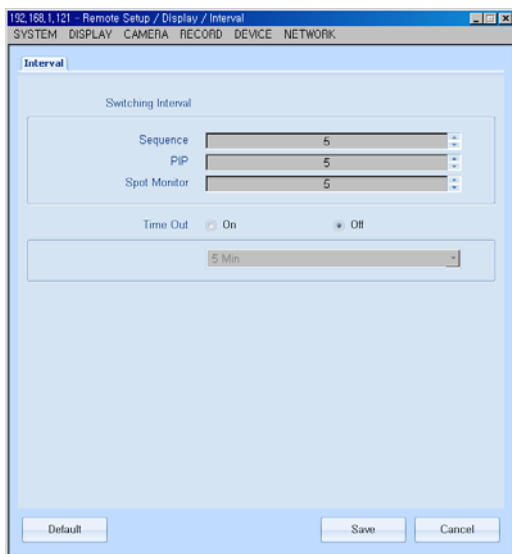 192,168,1,121 - Remote Setup / Display / Interval
SYSTEM DISPLAY CAMERA RECORD DEVICE NETWORK
Interval
Switching Interval
Sequence 5
PIP 5
Spot Monitor 5
Time Out On Off
5 Min
Default Save Cancel